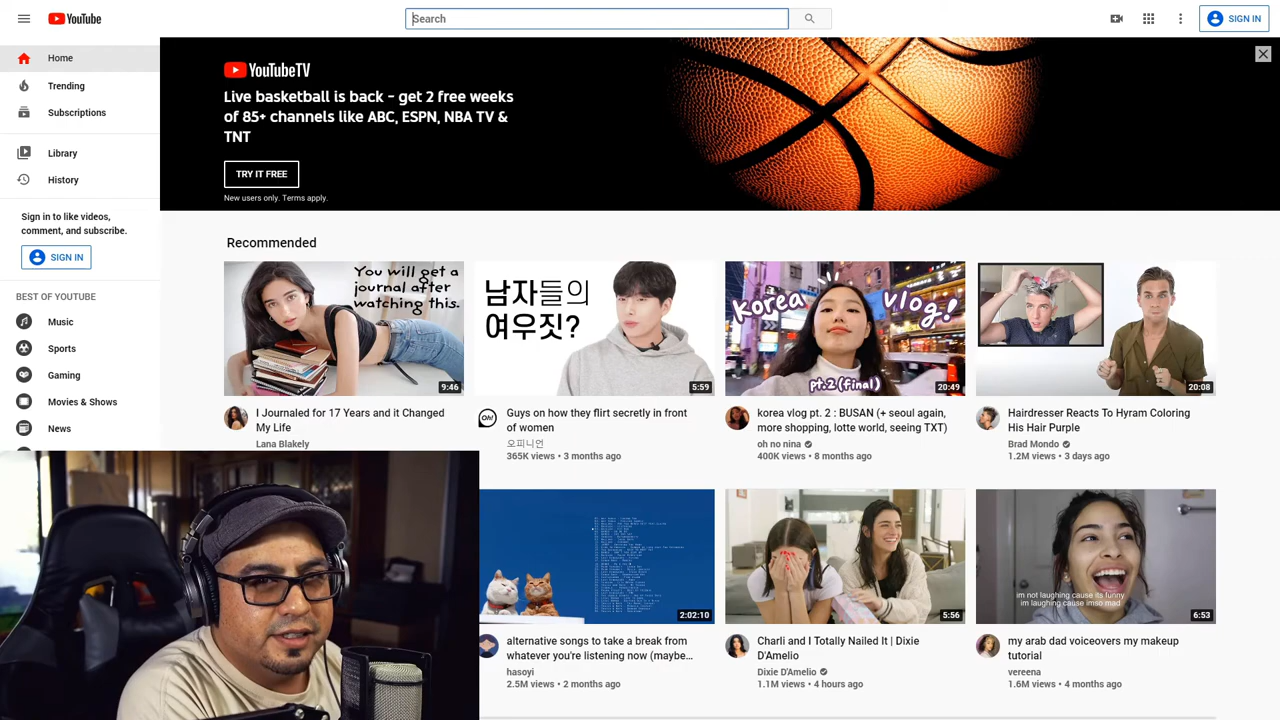 YouTube
Search
SIGN IN
Home
Trending
Subscriptions
Library
History
Sign in to like videos,
comment, and subscribe.
SIGN IN
BEST OF YOUTUBE
Music
Sports
Gaming
Movies & Shows
News
YouTubeTV
Live basketball is back – get 2 free weeks
of 85+ channels like ABC, ESPN, NBA TV &
TNT
TRY IT FREE
New users only. Terms apply.
Recommended
You will get a
journal after
watching this.
9:46
I Journaled for 17 Years and it Changed
My Life
Lana Blakely
남자들의
여우짓?
5:59
Guys on how they flirt secretly in front
of women
오피니언
365K views • 3 months ago
korea vlog!
pt.2 (final)
20:49
korea vlog pt. 2 : BUSAN (+ seoul again,
more shopping, lotte world, seeing TXT)
oh no nina
400K views • 8 months ago
20:08
Hairdresser Reacts To Hyram Coloring
His Hair Purple
Brad Mondo
1.2M views • 3 days ago
2:02:10
alternative songs to take a break from
whatever you're listening now (maybe...
hasoyi
2.5M views • 2 months ago
5:56
Charli and I Totally Nailed It | Dixie
D'Amelio
Dixie D'Amelio
1.1M views • 4 hours ago
im not laughing cause its funny
im laughing cause imso mad
6:53
my arab dad voiceovers my makeup
tutorial
vereena
1.6M views • 4 months ago